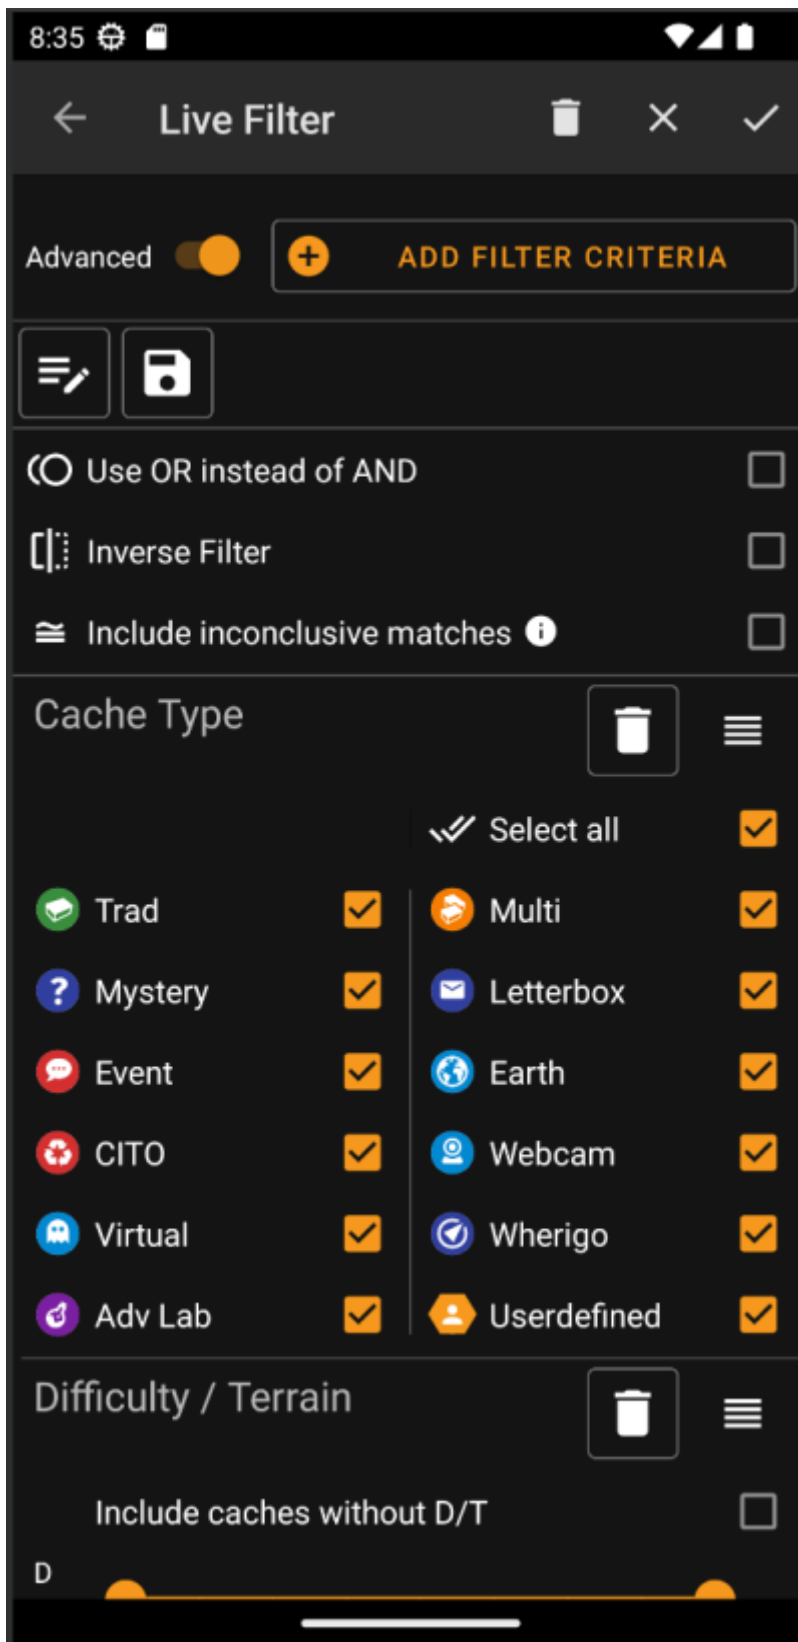 8:35
Live Filter
Advanced
ADD FILTER CRITERIA
Use OR instead of AND
Inverse Filter
Include inconclusive matches
Cache Type
Select all
Trad
Multi
Mystery
Letterbox
Event
Earth
CITO
Webcam
Virtual
Wherigo
Adv Lab
Userdefined
Difficulty / Terrain
Include caches without D/T
D